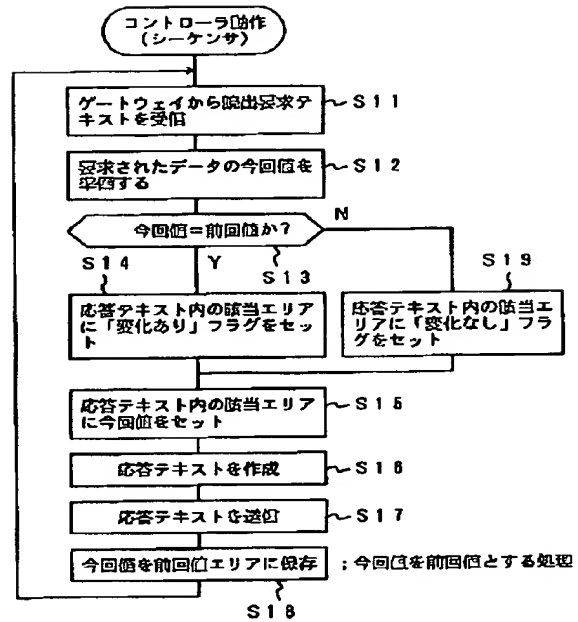 コントローラ動作
(シーケンサ)
ゲートウェイから読出要求テ
キストを受信
S11
要求されたデータの今回値を
準備する
S12
今回値=前回値か?
N
S13
Y
S14
S19
応答テキスト内の該当エリア
に「変化あり」フラグをセッ
ト
応答テキスト内の該当エ
リアに「変化なし」フラ
グをセット
応答テキスト内の該当エリア
に今回値をセット
S15
応答テキストを作成
S16
応答テキストを送信
S17
今回値を前回値エリアに保存
;今回値を前回値とする処理
S18